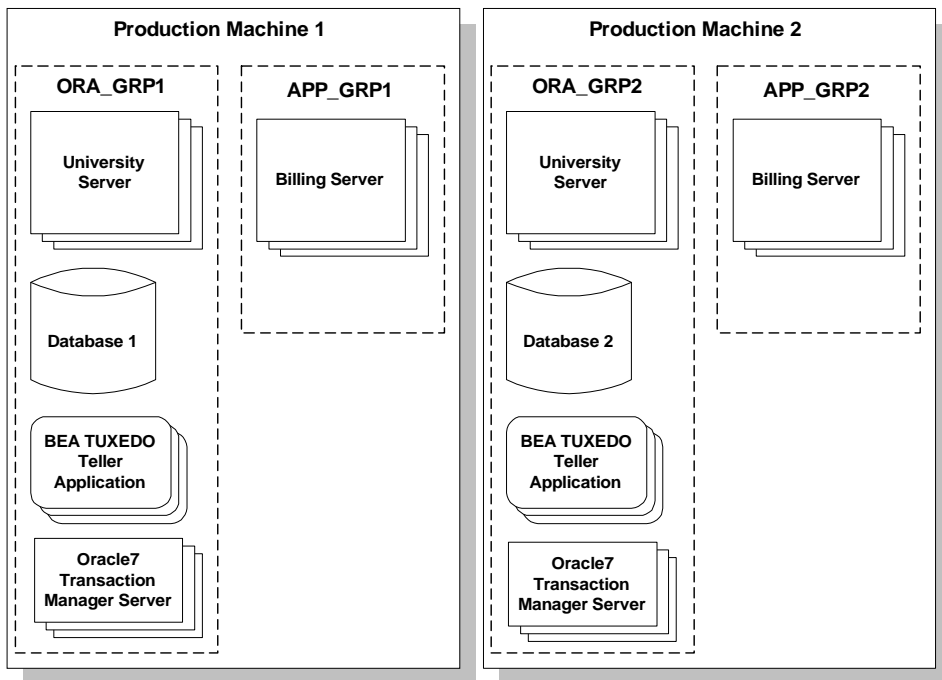 Production Machine 1
ORA_GRP1
University
Server
Database 1
BEA TUXEDO
Teller
Application
Oracle7
Transaction
Manager Server
APP_GRP1
Billing Server
Production Machine 2
ORA_GRP2
University
Server
Database 2
BEA TUXEDO
Teller
Application
Oracle7
Transaction
Manager Server
APP_GRP2
Billing Server